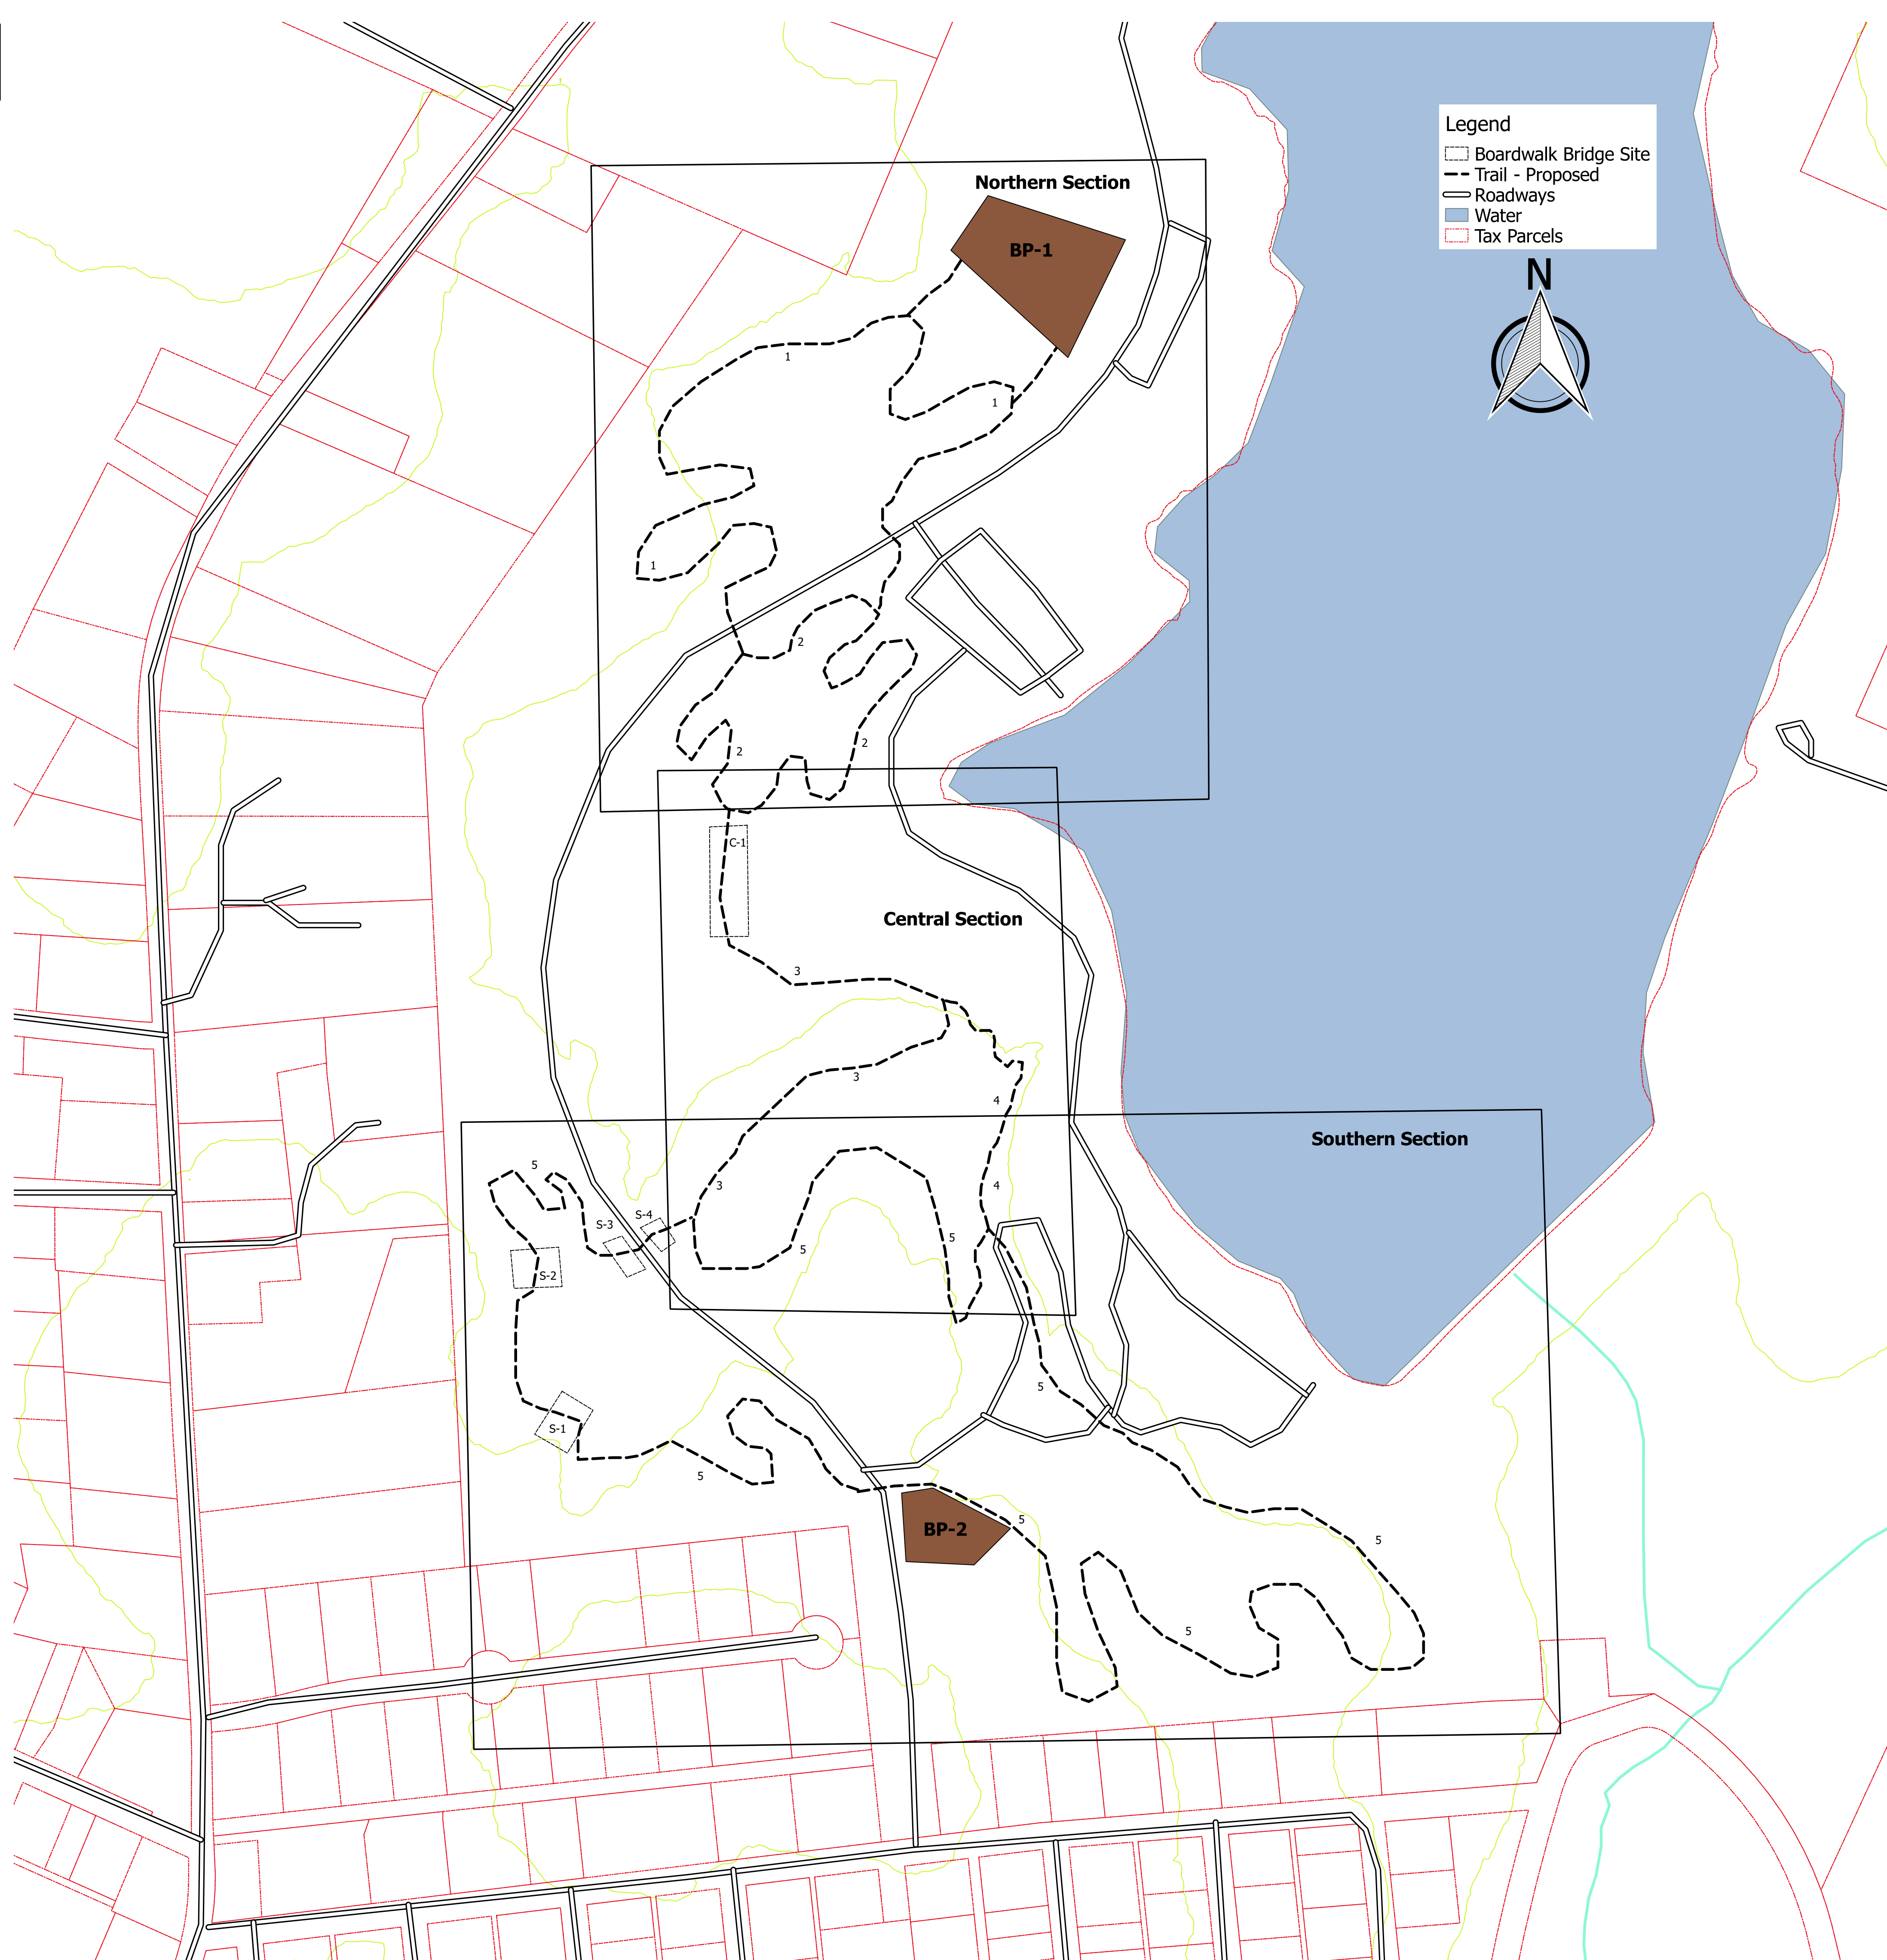 Legend
Boardwalk Bridge Site
Trail - Proposed
Roadways
Water
Tax Parcels
N
Northern Section
BP-1
1
1
1
2
2
2
C-1
Central Section
3
3
4
Southern Section
5
3
4
S-4
S-3
5
5
S-2
5
S-1
5
5
BP-2
5
5